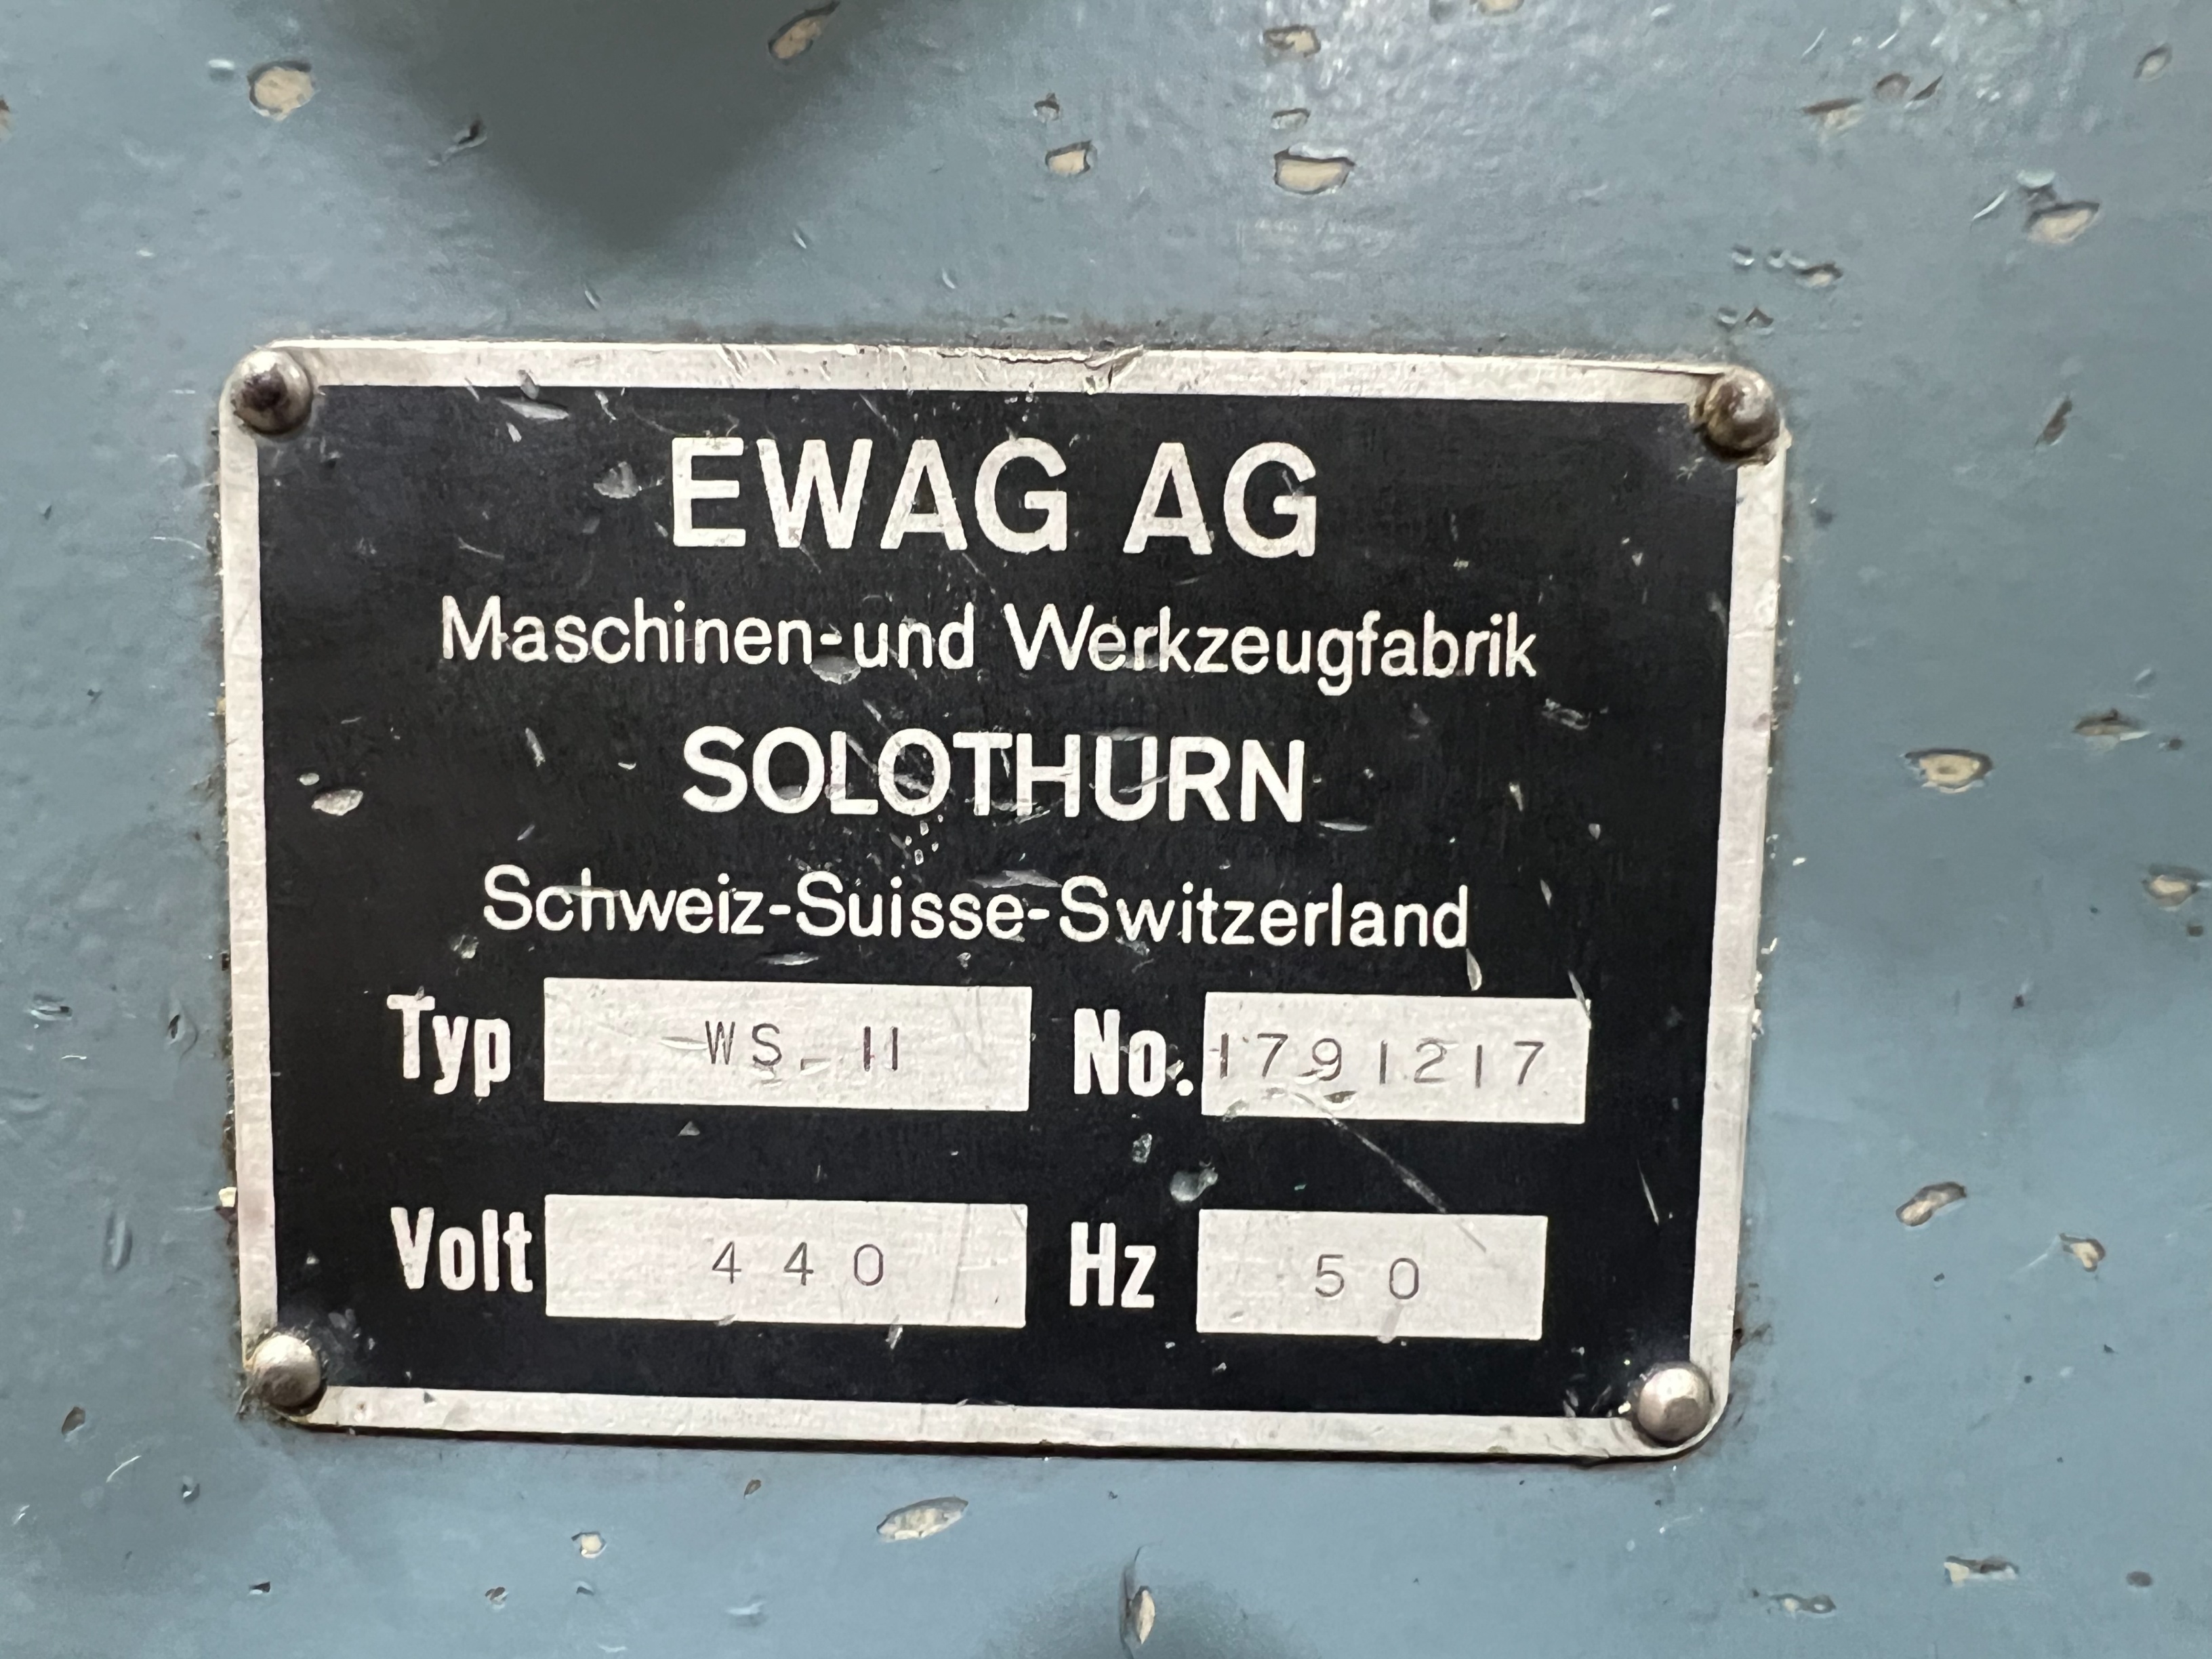 EWAG AG
Maschinen-und Werkzeugfabrik
SOLOTHURN
Schweiz-Suisse-Switzerland
Typ WS-11 No. 1791217
Volt 440 Hz 50